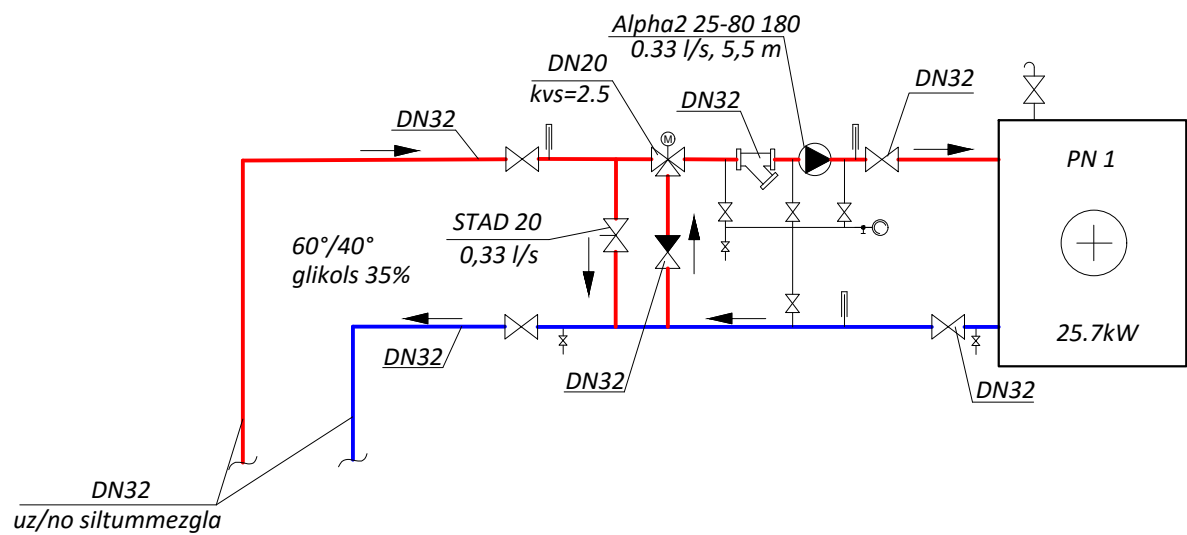 Alpha2 25-80 180
0.33 l/s, 5,5 m
DN20
kvs=2.5
DN32
DN32
DN32
M
PN 1
STAD 20
0,33 l/s
60°/40°
glikols 35%
25.7kW
DN32
DN32
DN32
DN32
uz/no siltummezgla